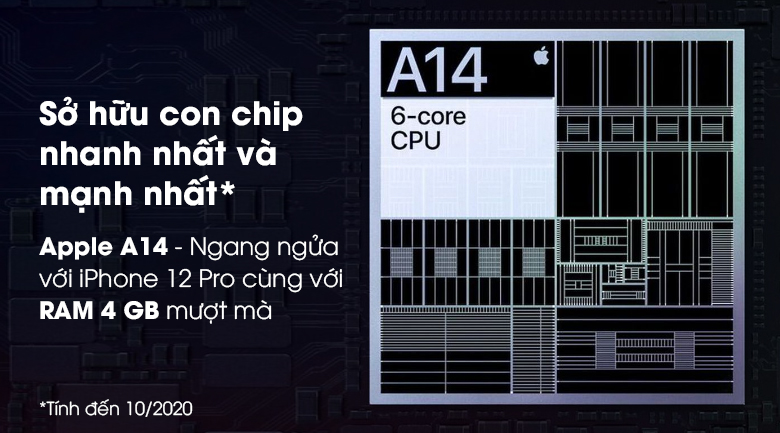 Sở hữu con chip
nhanh nhất và
mạnh nhất*
Apple A14 - Ngang ngửa
với iPhone 12 Pro cùng với
RAM 4 GB mượt mà
*Tính đến 10/2020
A14
6-core
CPU